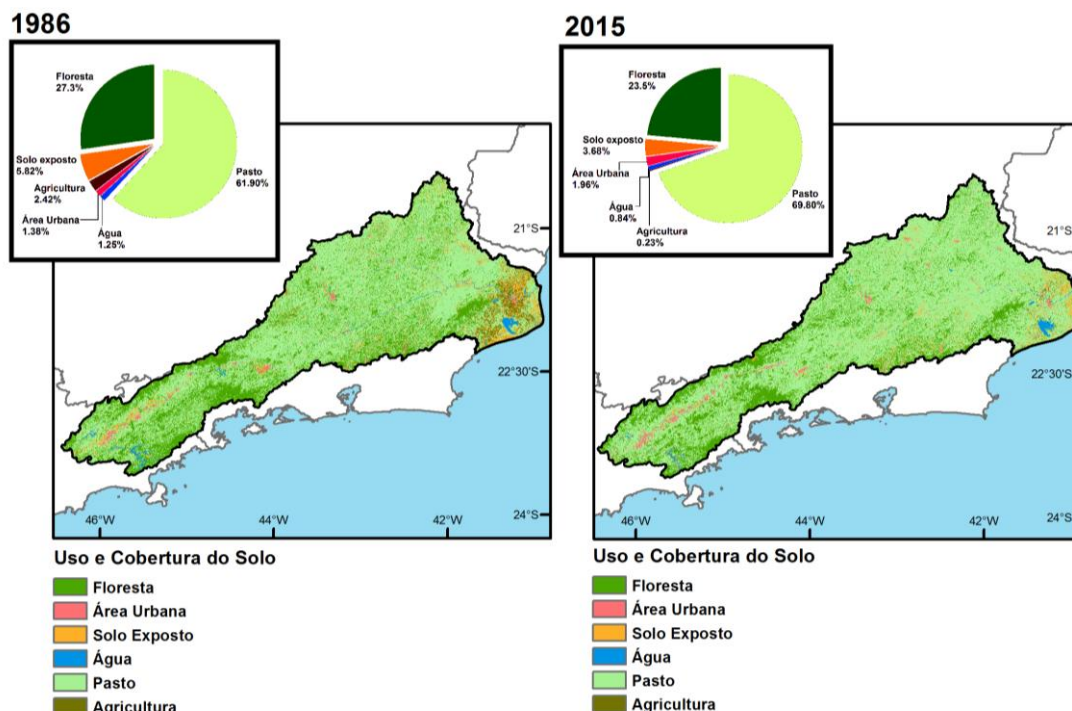 1986
Floresta
27.3%
Solo exposto
5.82%
Agricultura
2.42%
Área Urbana
1.38%
Água
1.25%
Pasto
61.90%
21°S
22°30'S
24°S
46°W
44°W
42°W
Uso e Cobertura do Solo
Floresta
Área Urbana
Solo Exposto
Água
Pasto
Agricultura
2015
Floresta
23.5%
Solo exposto
3.68%
Área Urbana
1.96%
Água
0.84%
Agricultura
0.23%
Pasto
69.80%
21°S
22°30'S
24°S
46°W
44°W
42°W
Uso e Cobertura do Solo
Floresta
Área Urbana
Solo Exposto
Água
Pasto
Agricultura